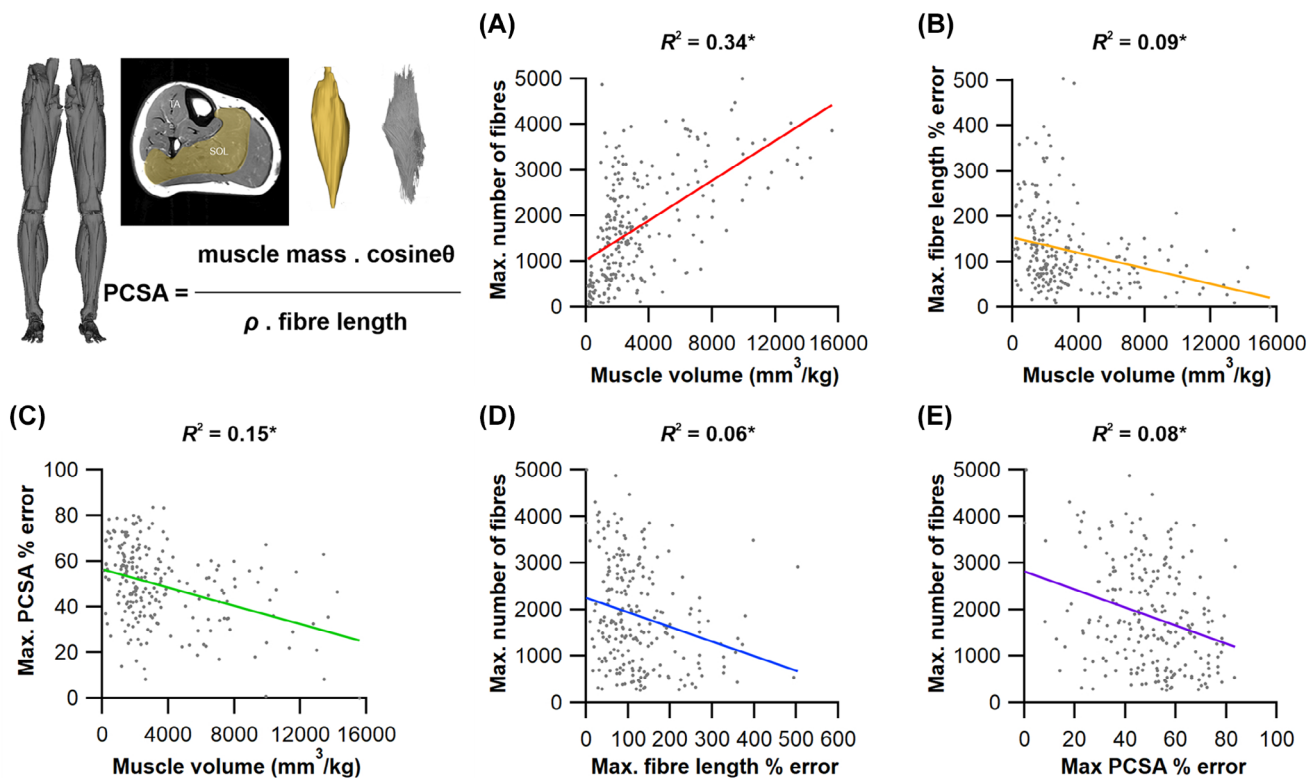 TA
SOL
PCSA = muscle mass . cosineθ
ρ . fibre length
(A)
R² = 0.34*
Max. number of fibres
5000
4000
3000
2000
1000
0
0 4000 8000 12000 16000
Muscle volume (mm³/kg)
(B)
R² = 0.09*
Max. fibre length % error
500
400
300
200
100
0
0 4000 8000 12000 16000
Muscle volume (mm³/kg)
(C)
R² = 0.15*
Max. PCSA % error
100
80
60
40
20
0
0 4000 8000 12000 16000
Muscle volume (mm³/kg)
(D)
R² = 0.06*
Max. number of fibres
5000
4000
3000
2000
1000
0
0 100 200 300 400 500 600
Max. fibre length % error
(E)
R² = 0.08*
Max. number of fibres
5000
4000
3000
2000
1000
0
0 20 40 60 80 100
Max PCSA % error